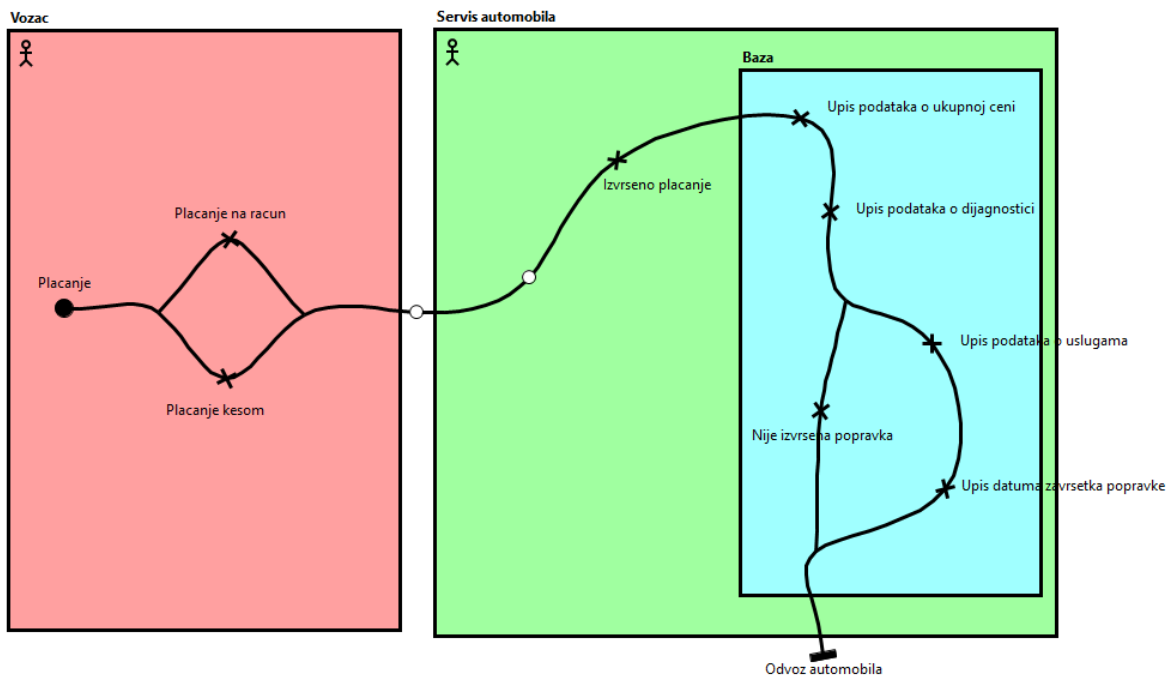 Vozac
Servis automobila
Baza
Upis podataka o ukupnoj ceni
Izvrseno placanje
Placanje na racun
Upis podataka o dijagnostici
Placanje
Upis podataka o uslugama
Placanje kesom
Nije izvrsena popravka
Upis datuma zavrsetka popravke
Odvoz automobila